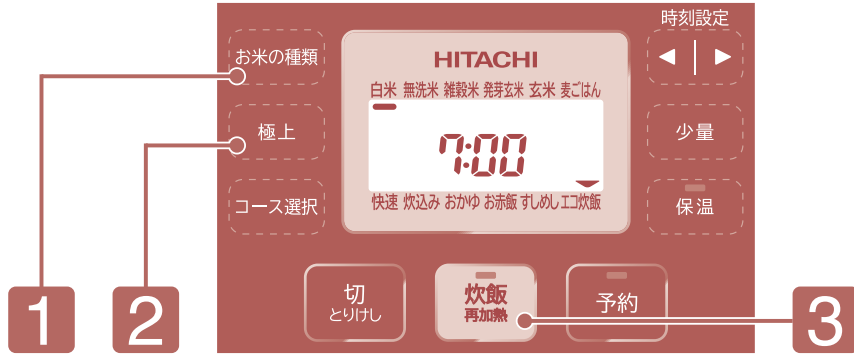 時刻設定
お米の種類
HITACHI
白米 無洗米 雑穀米 発芽玄米 玄米 麦ごはん
極上
7:00
少量
コース選択
快速 炊込み おかゆ お赤飯 すしめし エコ炊飯
保温
切
とりけし
炊飯
再加熱
予約
1
2
3